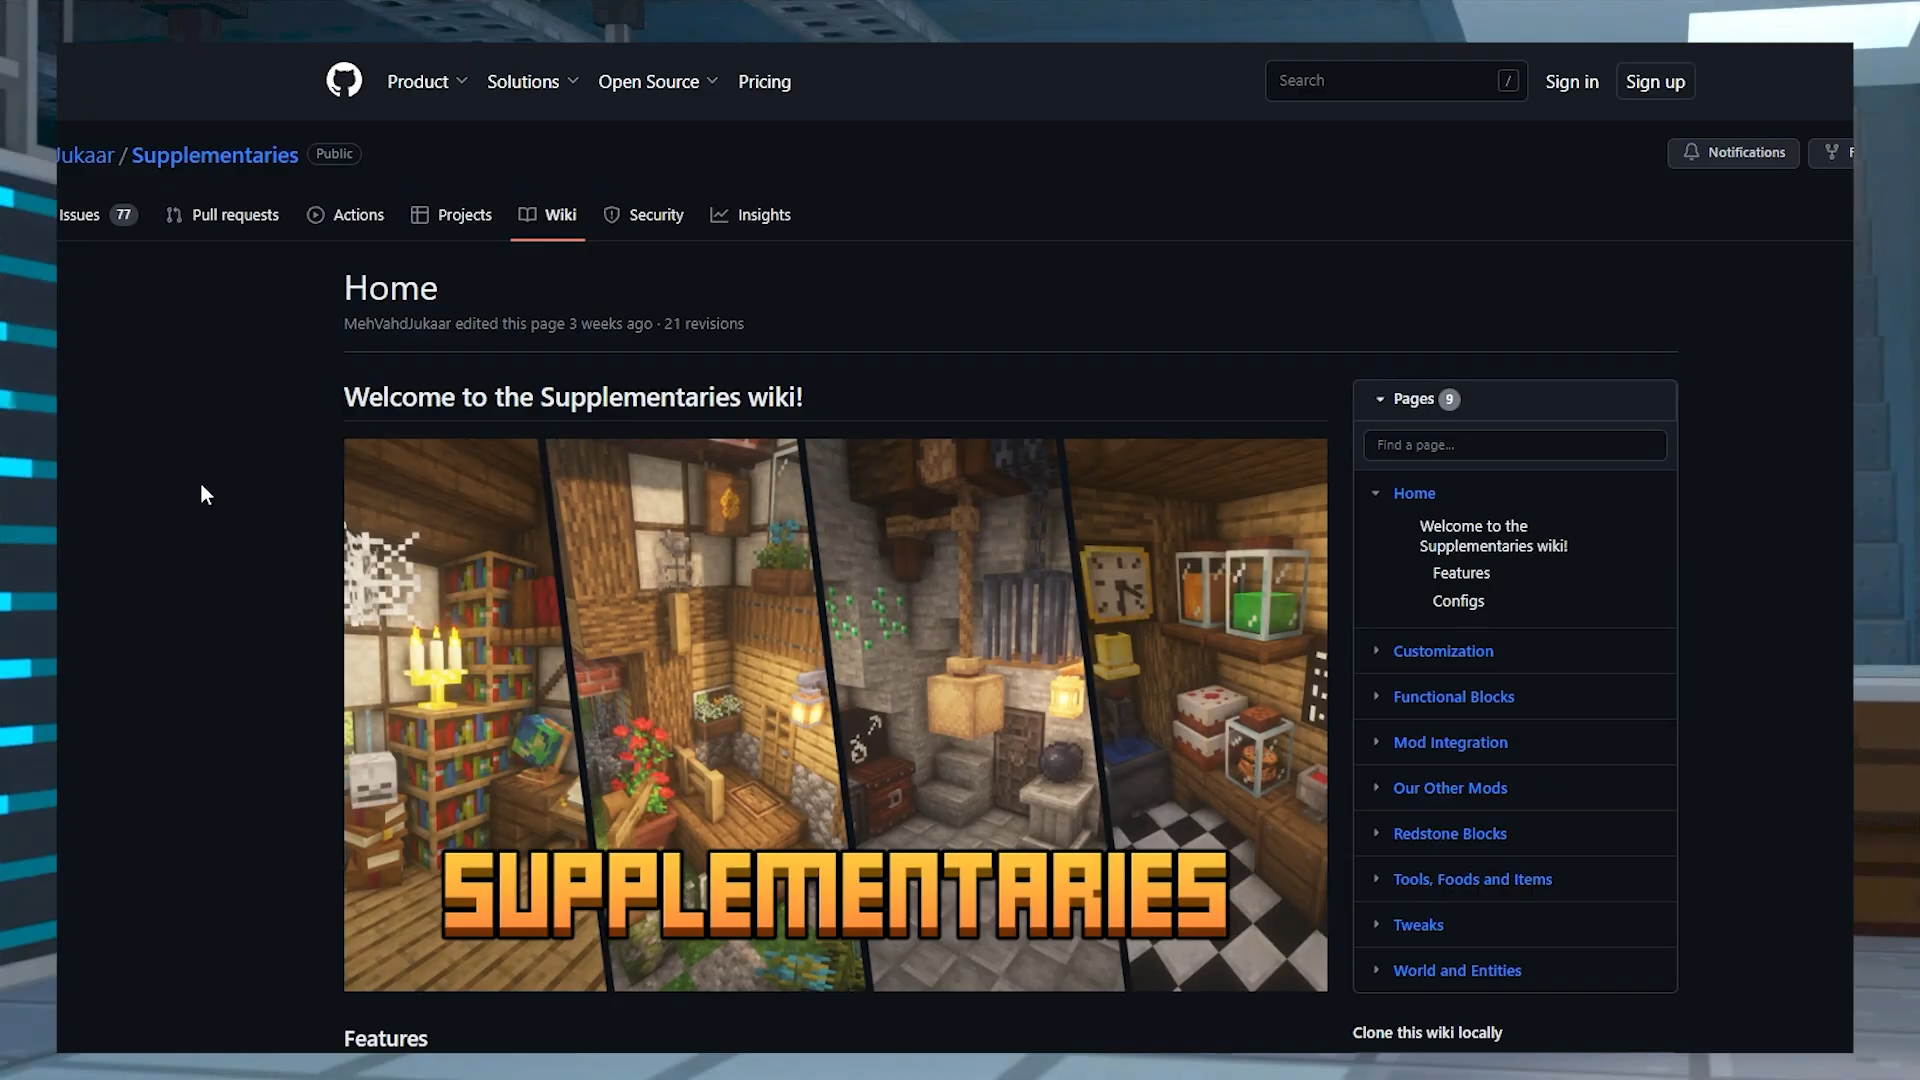 Product Solutions Open Source Pricing Search / Sign in Sign up
Jukaar / Supplementaries Public Notifications F
Issues 77 Pull requests Actions Projects Wiki Security Insights
Home
MehVahdJukaar edited this page 3 weeks ago · 21 revisions
Welcome to the Supplementaries wiki!
SUPPLEMENTARIES
Features
Pages 9
Find a page...
Home
Welcome to the
Supplementaries wiki!
Features
Configs
Customization
Functional Blocks
Mod Integration
Our Other Mods
Redstone Blocks
Tools, Foods and Items
Tweaks
World and Entities
Clone this wiki locally